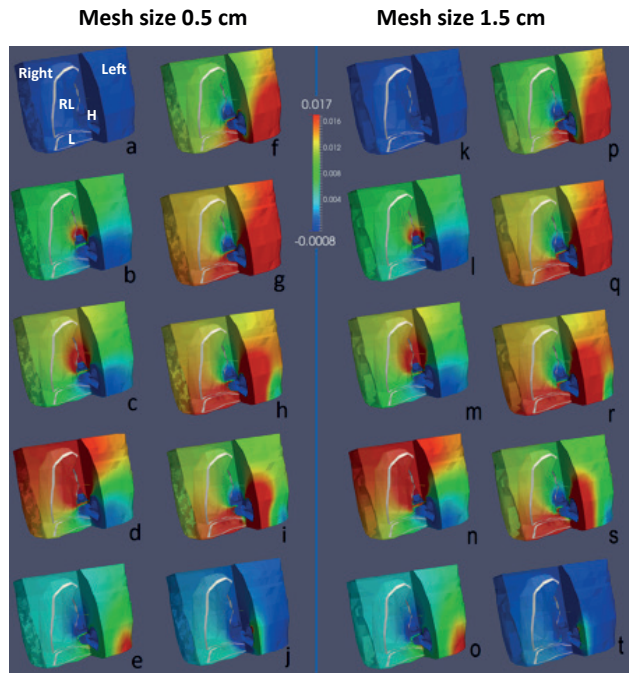 Mesh size 0.5 cm Mesh size 1.5 cm
Right Left
RL
H
L
a f k p
0.017
0.016
0.012
0.008
0.004
-0.0008
b g l q
c h m r
d i n s
e j o t